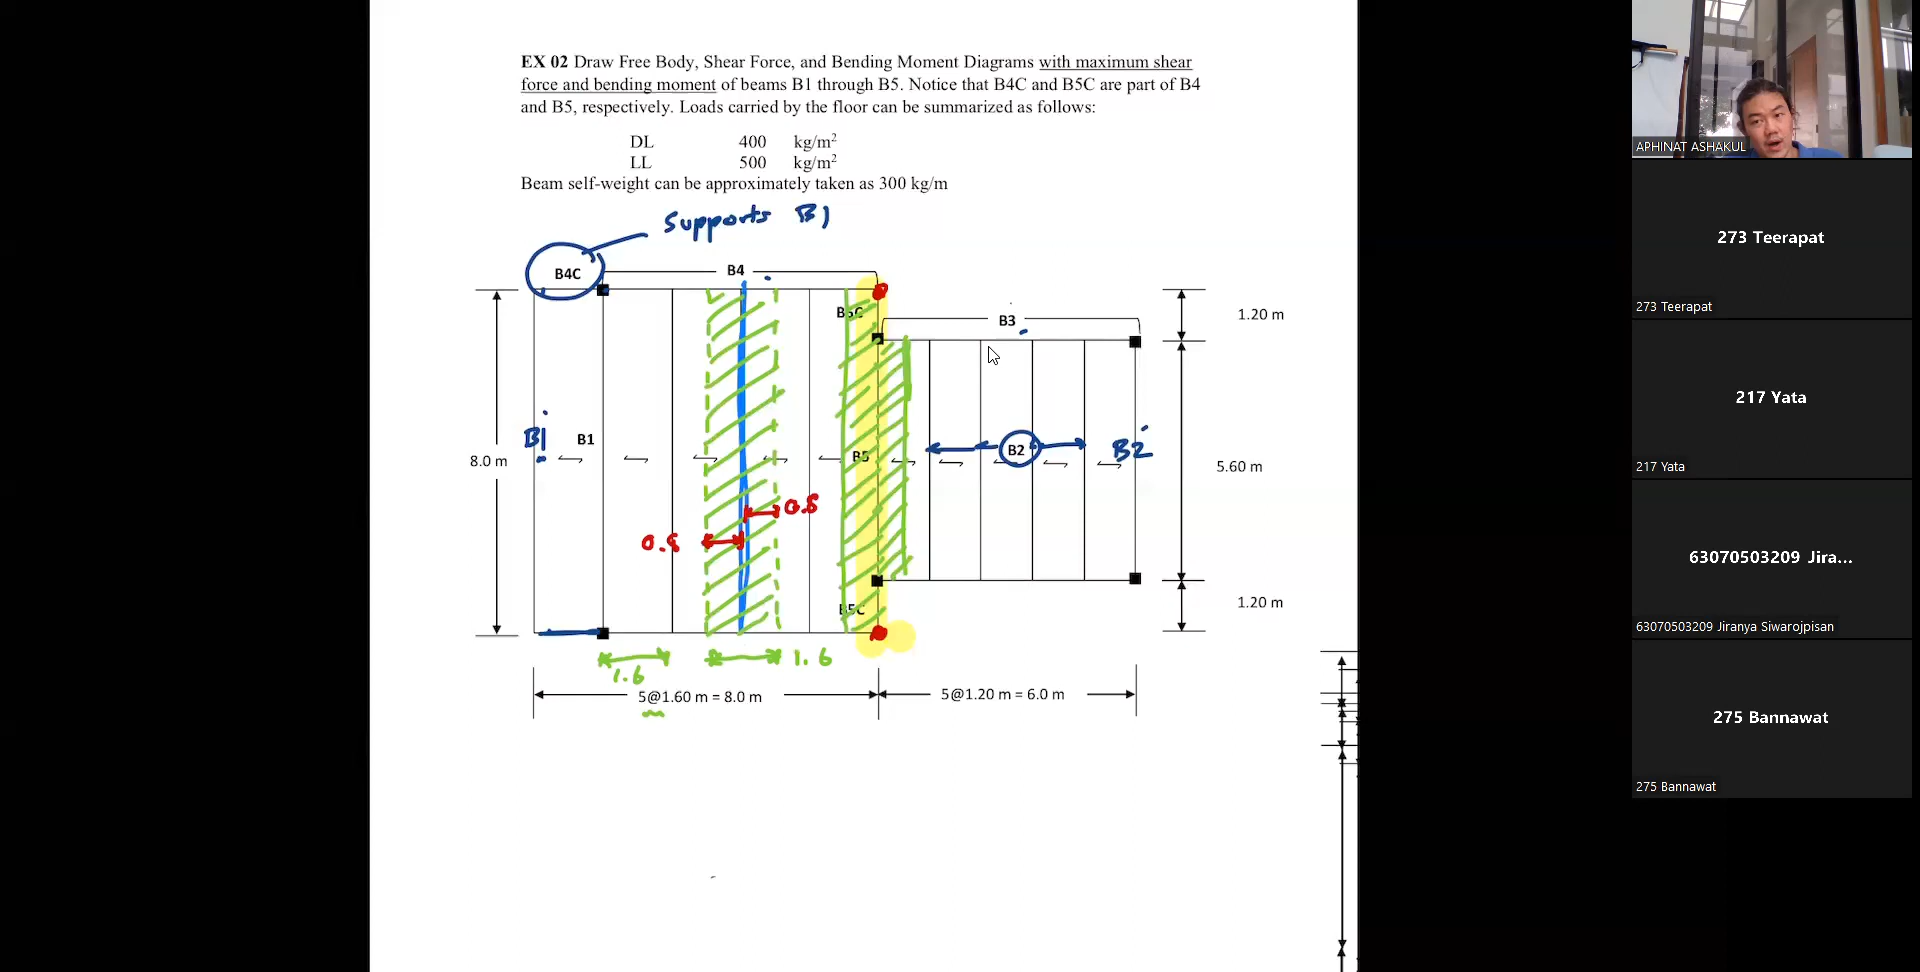 EX 02 Draw Free Body, Shear Force, and Bending Moment Diagrams with maximum shear
force and bending moment of beams B1 through B5. Notice that B4C and B5C are part of B4
and B5, respectively. Loads carried by the floor can be summarized as follows:
DL 400 kg/m²
LL 500 kg/m²
Beam self-weight can be approximately taken as 300 kg/m
Supports B1
B4C
B4
B5C
B3
1.20 m
B1'
B1
8.0 m
B5
B2
B2'
5.60 m
0.8
0.8
B5C
1.20 m
1.6
1.6
5@1.60 m = 8.0 m
5@1.20 m = 6.0 m
APHINAT ASHAKUL
273 Teerapat
273 Teerapat
217 Yata
217 Yata
63070503209 Jira...
63070503209 Jiranya Siwarojpisan
275 Bannawat
275 Bannawat